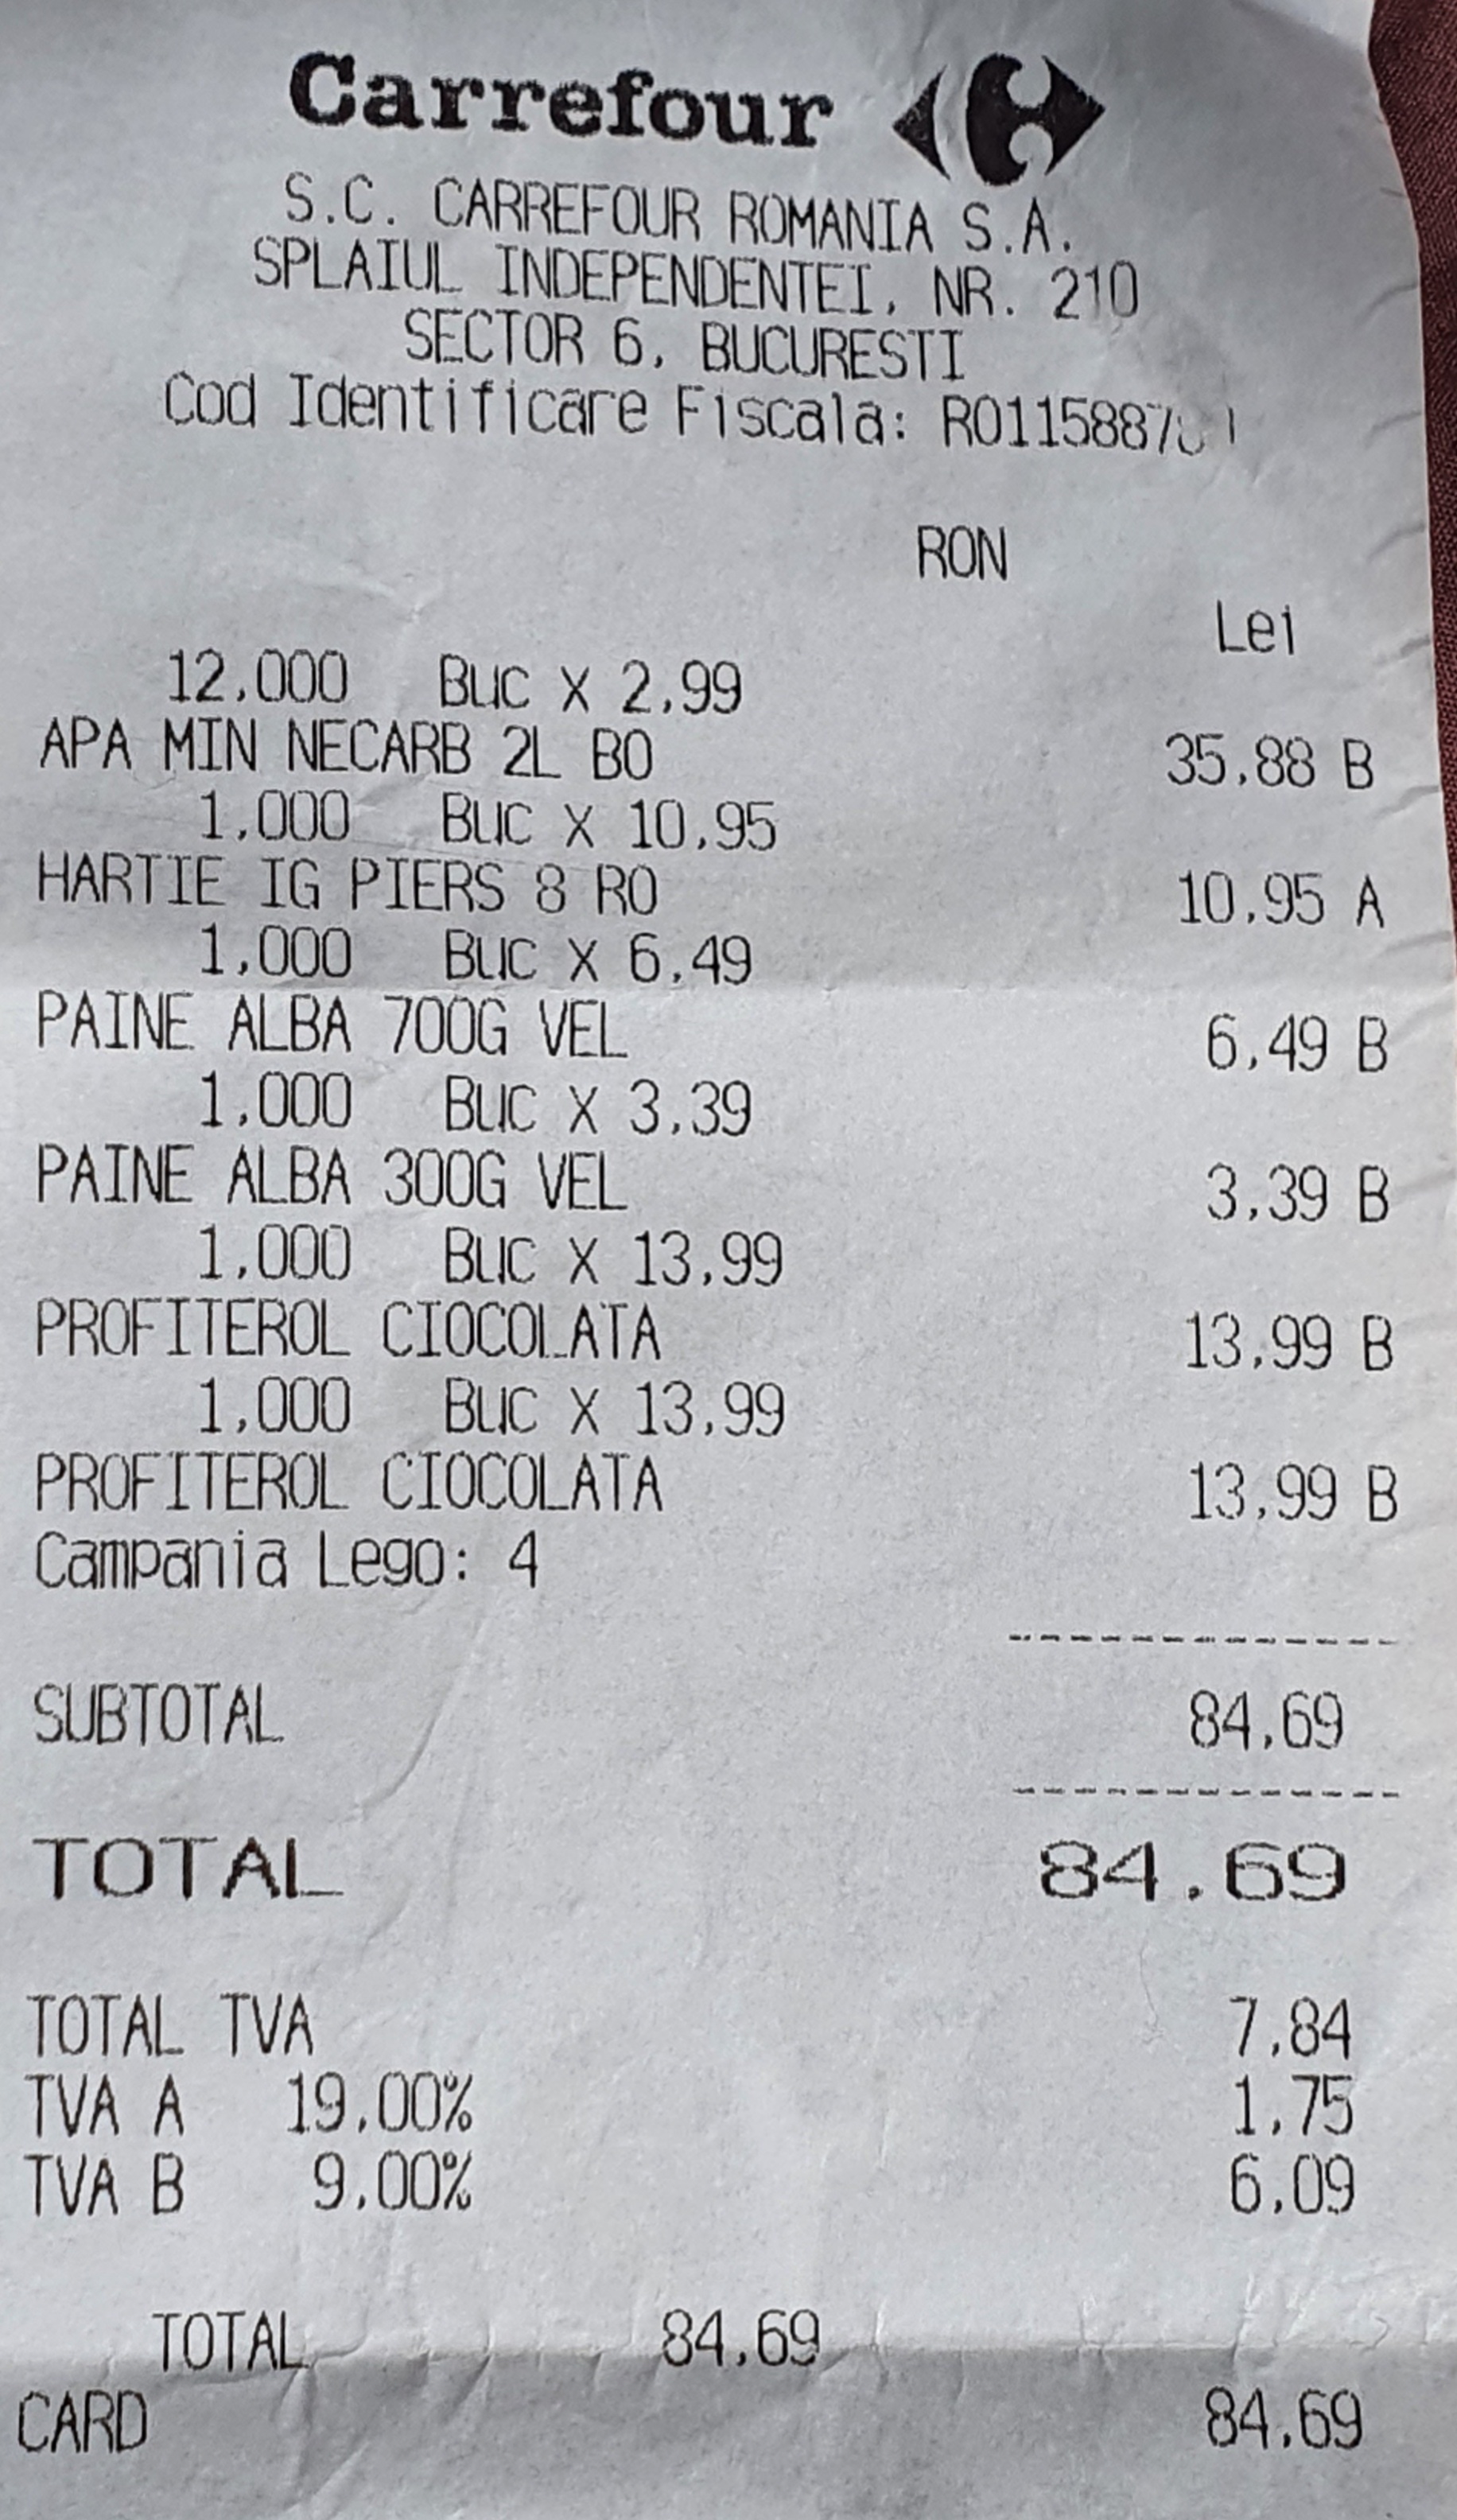 Carrefour
S.C. CARREFOUR ROMANIA S.A.
SPLAIUL INDEPENDENTEI, NR. 210
SECTOR 6, BUCURESTI
Cod Identificare Fiscala:
RON
Lei
12,000 Buc X 2,99
APA MIN NECARB 2L BO 35,88 B
1,000 Buc X 10,95
HARTIE IG PIERS 8 RO 10,95 A
1,000 Buc X 6,49
PAINE ALBA 700G VEL 6,49 B
1,000 Buc X 3,39
PAINE ALBA 300G VEL 3,39 B
1,000 Buc X 13,99
PROFITEROL CIOCOLATA 13,99 B
1,000 Buc X 13,99
PROFITEROL CIOCOLATA 13,99 B
Campania Lego: 4
SUBTOTAL 84,69
TOTAL 84.69
TOTAL TVA 7,84
TVA A 19,00% 1,75
TVA B 9,00% 6,09
TOTAL 84,69
CARD 84,69